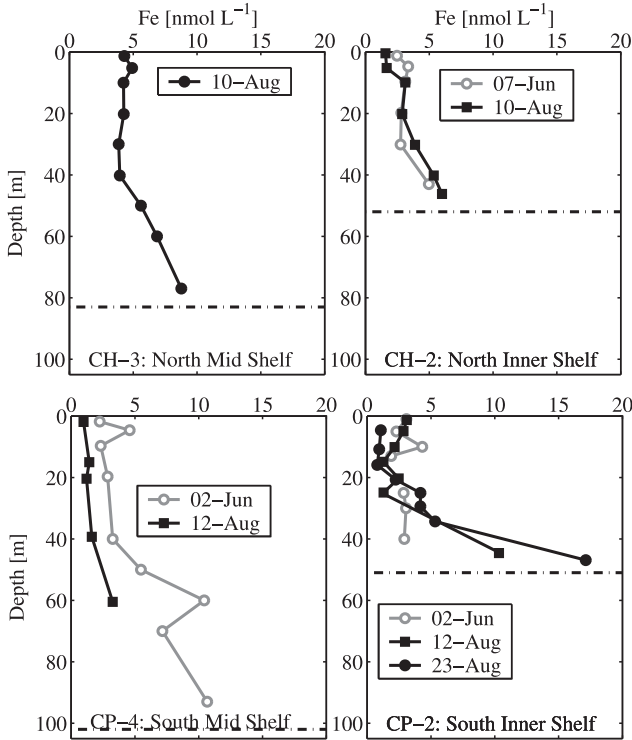 Fe [nmol L⁻¹]
Fe [nmol L⁻¹]
0 5 10 15 20
0 5 10 15 20
0
20
40
60
80
100
Depth [m]
10−Aug
CH−3: North Mid Shelf
0
20
40
60
80
100
07−Jun
10−Aug
CH−2: North Inner Shelf
0 5 10 15 20
0 5 10 15 20
0
20
40
60
80
100
Depth [m]
02−Jun
12−Aug
CP−4: South Mid Shelf
0
20
40
60
80
100
02−Jun
12−Aug
23−Aug
CP−2: South Inner Shelf